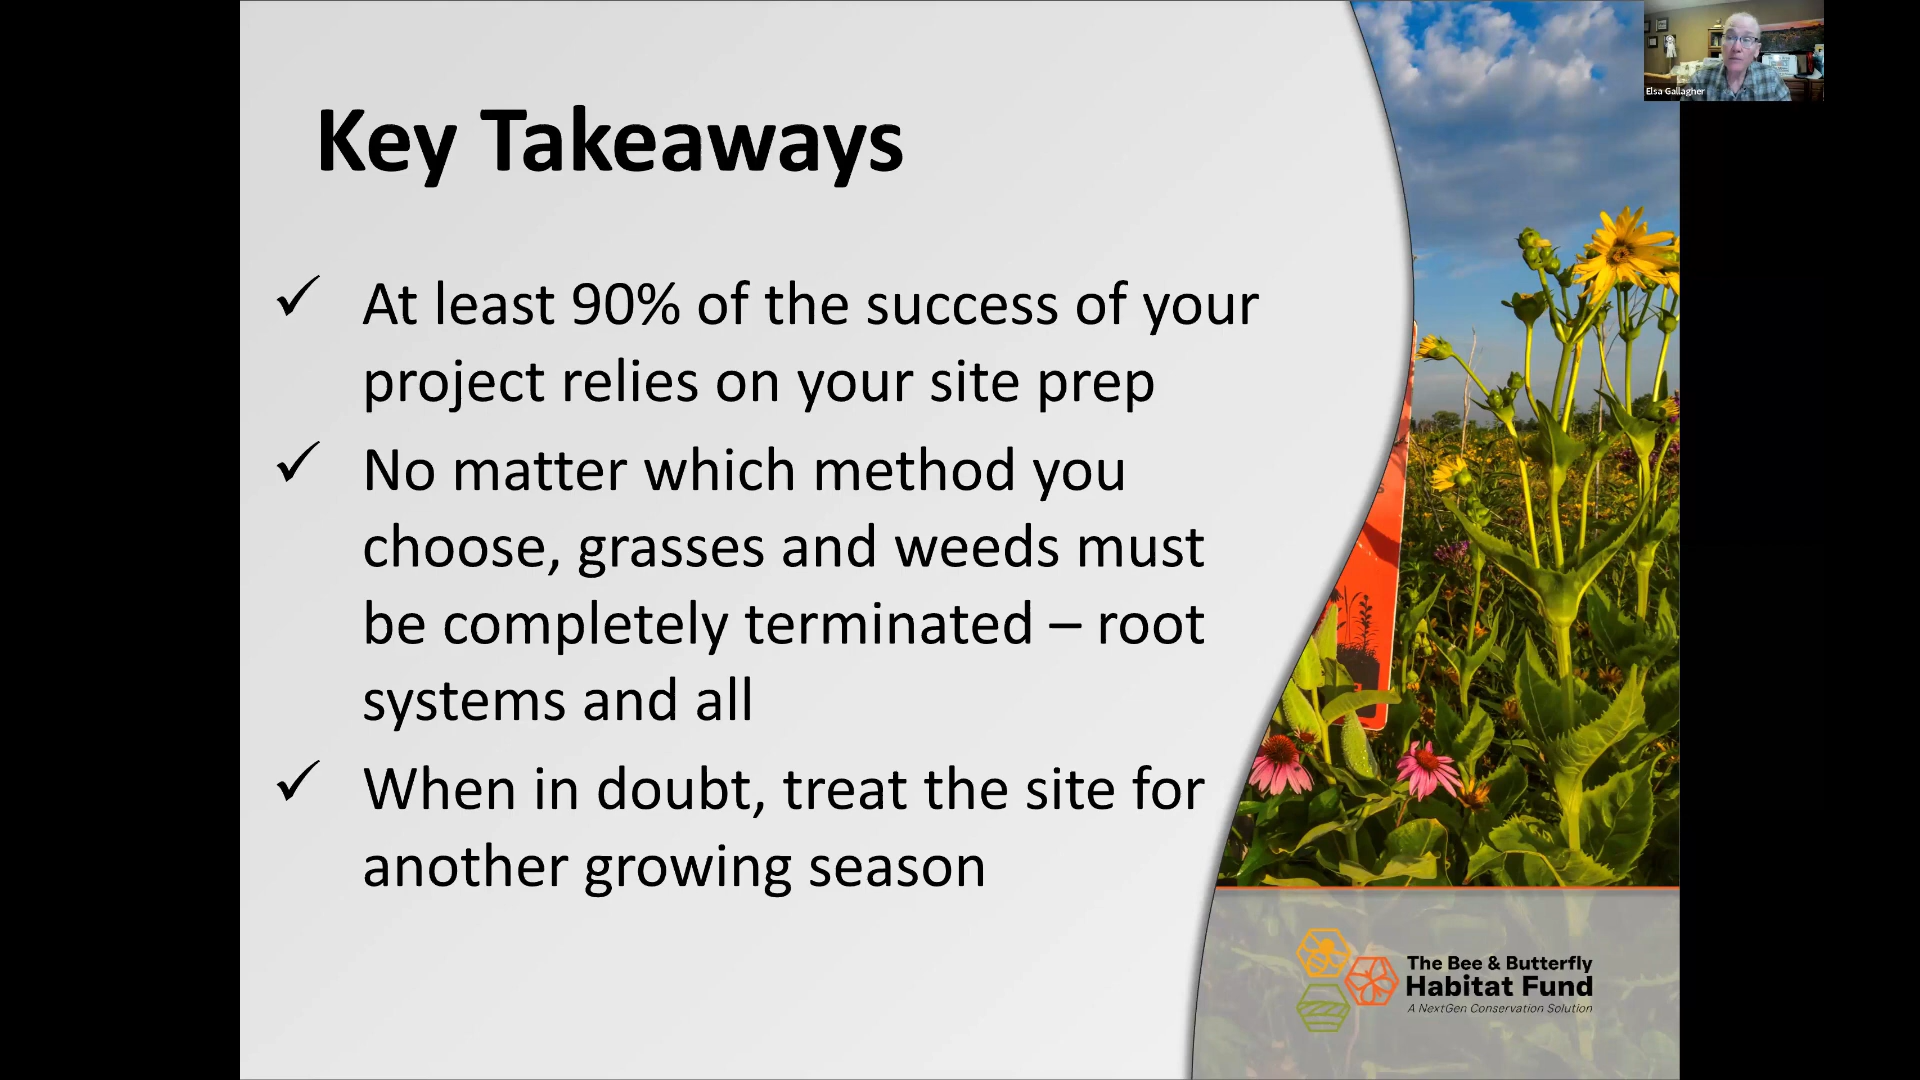 Elsa Gallagher
Key Takeaways
✓ At least 90% of the success of your
project relies on your site prep
✓ No matter which method you
choose, grasses and weeds must
be completely terminated – root
systems and all
✓ When in doubt, treat the site for
another growing season
The Bee & Butterfly
Habitat Fund
A NextGen Conservation Solution